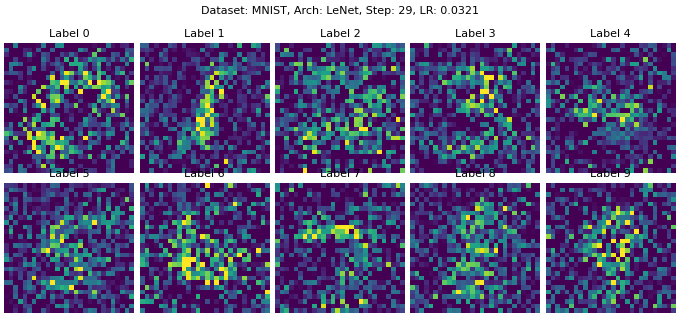 Dataset: MNIST, Arch: LeNet, Step: 29, LR: 0.0321
Label 0 Label 1 Label 2 Label 3 Label 4
Label 5 Label 6 Label 7 Label 8 Label 9